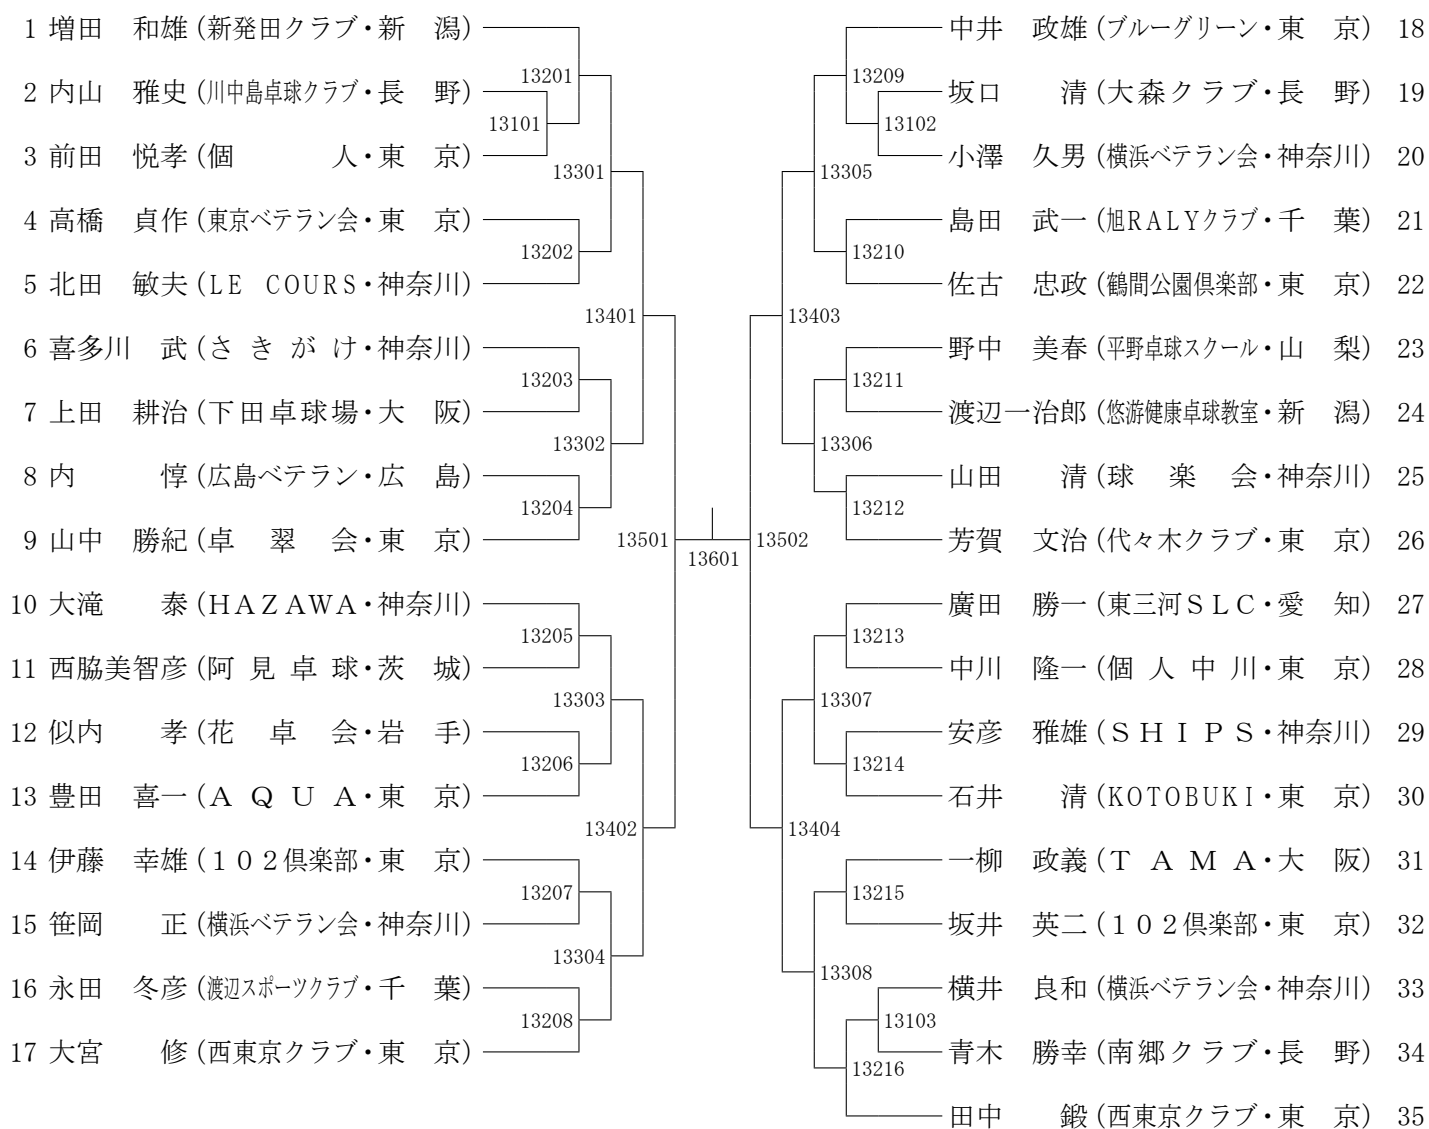 1 増田 和雄 (新発田クラブ・新 潟)
13201
2 内山 雅史 (川中島卓球クラブ・長 野)
13101
3 前田 悦孝 (個 人・東 京)
13301
4 高橋 貞作 (東京ベテラン会・東 京)
13202
5 北田 敏夫 (LE COURS・神奈川)
13401
6 喜多川 武 (さきがけ・神奈川)
13203
7 上田 耕治 (下田卓球場・大 阪)
13302
8 内 惇 (広島ベテラン・広 島)
13204
9 山中 勝紀 (卓 翠 会・東 京)
13501
10 大滝 泰 (HAZAWA・神奈川)
13205
11 西脇美智彦 (阿見卓球・茨 城)
13303
12 似内 孝 (花 卓 会・岩 手)
13206
13 豊田 喜一 (AQUA・東 京)
13402
14 伊藤 幸雄 (102倶楽部・東 京)
13207
15 笹岡 正 (横浜ベテラン会・神奈川)
13304
16 永田 冬彦 (渡辺スポーツクラブ・千 葉)
13208
17 大宮 修 (西東京クラブ・東 京)
13601
中井 政雄 (ブルーグリーン・東 京) 18
13209
坂口 清 (大森クラブ・長 野) 19
13102
小澤 久男 (横浜ベテラン会・神奈川) 20
13305
島田 武一 (旭RALYクラブ・千 葉) 21
13210
佐古 忠政 (鶴間公園倶楽部・東 京) 22
13403
野中 美春 (平野卓球スクール・山 梨) 23
13211
渡辺一治郎 (悠游健康卓球教室・新 潟) 24
13306
山田 清 (球 楽 会・神奈川) 25
13212
芳賀 文治 (代々木クラブ・東 京) 26
13502
廣田 勝一 (東三河SLC・愛 知) 27
13213
中川 隆一 (個人中川・東 京) 28
13307
安彦 雅雄 (SHIPS・神奈川) 29
13214
石井 清 (KOTOBUKI・東 京) 30
13404
一柳 政義 (TAMA・大 阪) 31
13215
坂井 英二 (102倶楽部・東 京) 32
13308
横井 良和 (横浜ベテラン会・神奈川) 33
13103
青木 勝幸 (南郷クラブ・長 野) 34
13216
田中 鍛 (西東京クラブ・東 京) 35